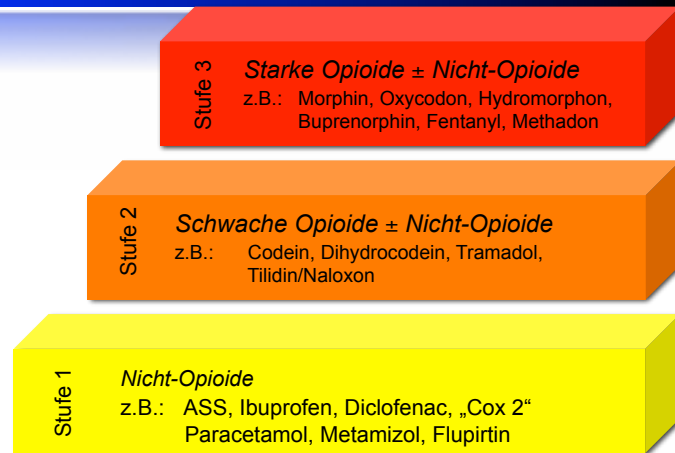 Stufe 3
Starke Opioide ± Nicht-Opioide
z.B.: Morphin, Oxycodon, Hydromorphon,
Buprenorphin, Fentanyl, Methadon
Stufe 2
Schwache Opioide ± Nicht-Opioide
z.B.: Codein, Dihydrocodein, Tramadol,
Tilidin/Naloxon
Stufe 1
Nicht-Opioide
z.B.: ASS, Ibuprofen, Diclofenac, „Cox 2“
Paracetamol, Metamizol, Flupirtin